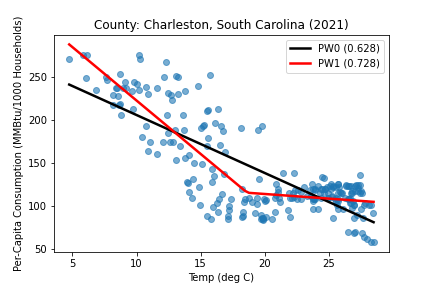 County: Charleston, South Carolina (2021)
PW0 (0.628)
PW1 (0.728)
Per-Capita Consumption (MMBtu/1000 Households)
250
200
150
100
50
5 10 15 20 25
Temp (deg C)